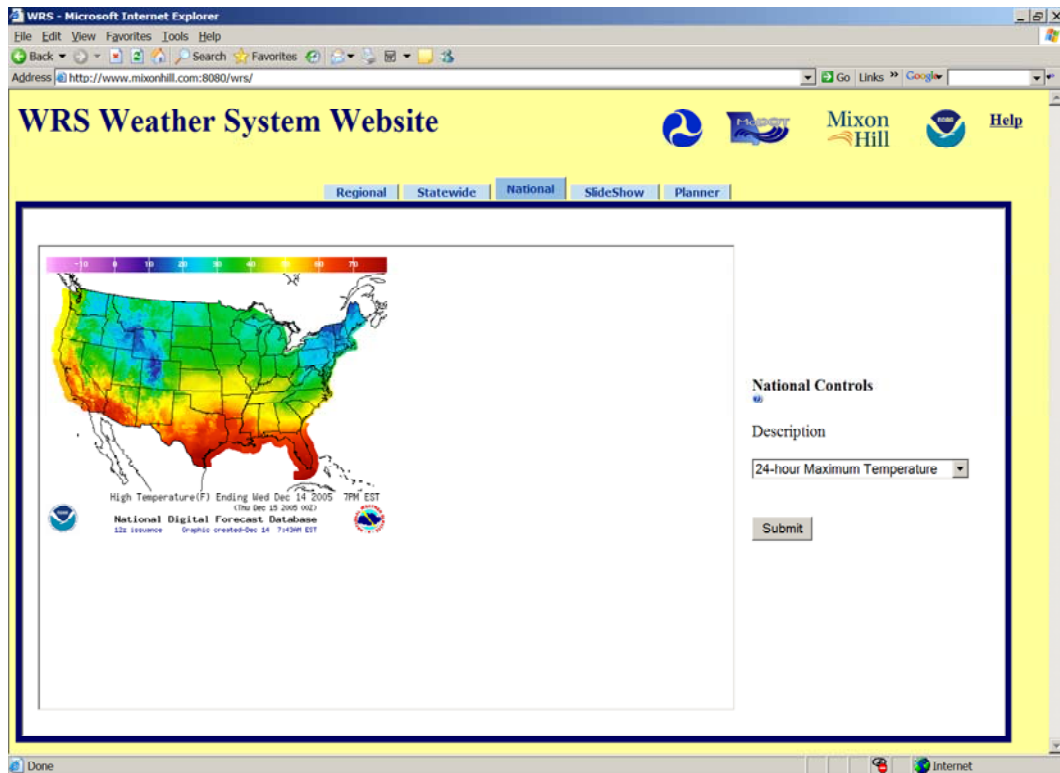 WRS - Microsoft Internet Explorer
File Edit View Favorites Tools Help
Back Search Favorites
Address http://www.mixonhill.com:8080/wrs/ Go Links » Google
WRS Weather System Website
MoDOT Mixon Hill NOAA Help
Regional Statewide National SlideShow Planner
-10 0 10 20 30 40 50 60 70
National Controls
Description
24-hour Maximum Temperature
Submit
High Temperature(F) Ending Wed Dec 14 2005 7PM EST
(Thu Dec 15 2005 00Z)
National Digital Forecast Database
12z issuance Graphic created-Dec 14 7:43AM EST
Done Internet